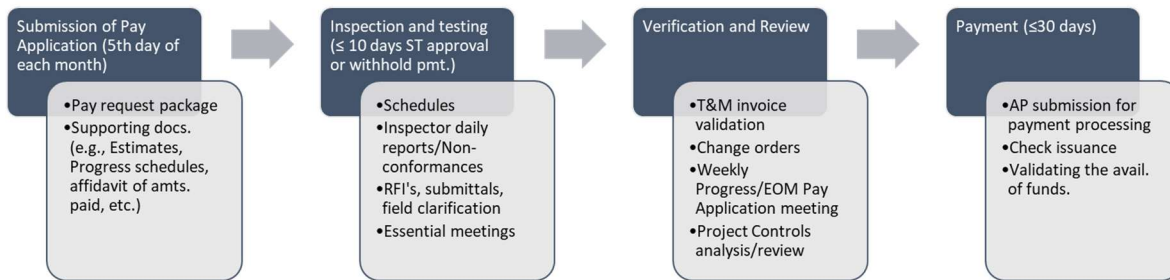 Submission of Pay
Application (5th day of
each month)
•Pay request package
•Supporting docs.
(e.g., Estimates,
Progress schedules,
affidavit of amts.
paid, etc.)
Inspection and testing
(≤ 10 days ST approval
or withhold pmt.)
•Schedules
•Inspector daily
reports/Non-
conformances
•RFI's, submittals,
field clarification
•Essential meetings
Verification and Review
•T&M invoice
validation
•Change orders
•Weekly
Progress/EOM Pay
Application meeting
•Project Controls
analysis/review
Payment (≤30 days)
•AP submission for
payment processing
•Check issuance
•Validating the avail.
of funds.